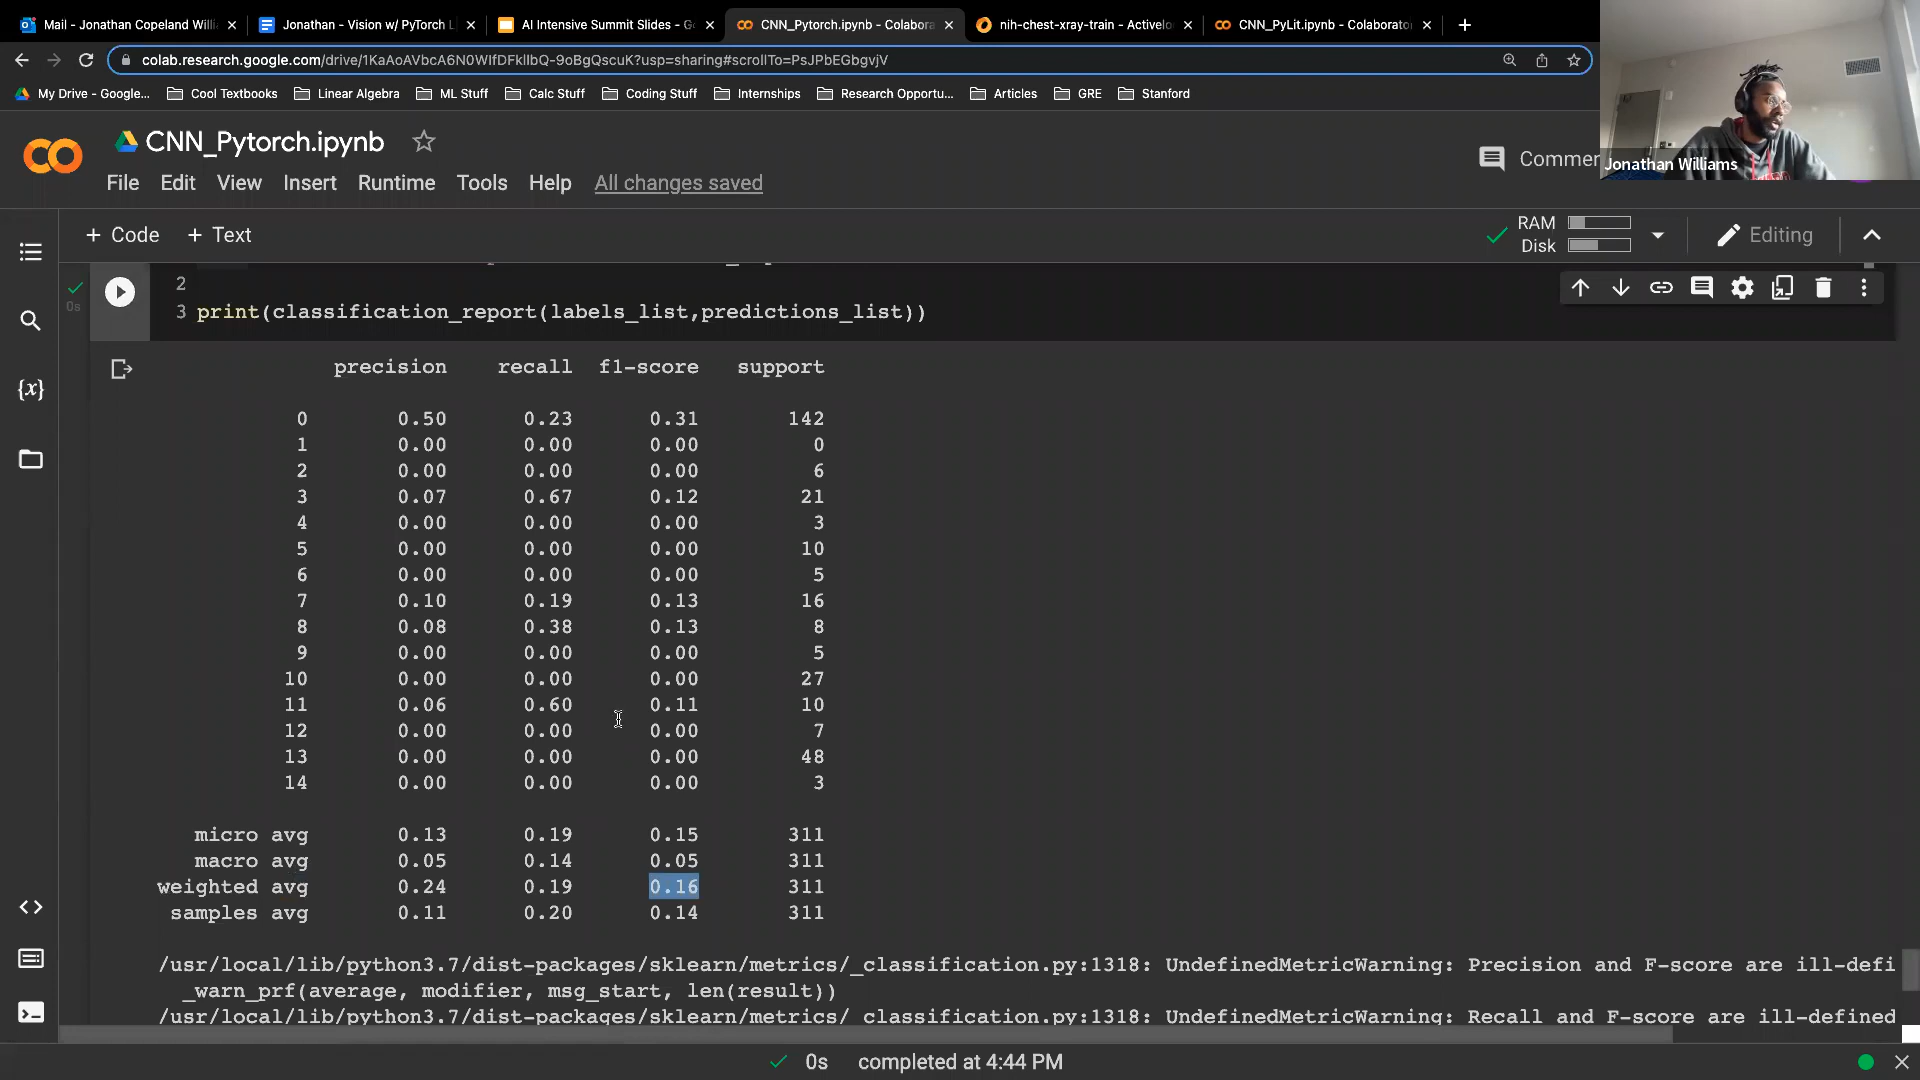 Mail - Jonathan Copeland Willi
Jonathan - Vision w/ PyTorch L
AI Intensive Summit Slides - G
CNN_Pytorch.ipynb - Colabora
nih-chest-xray-train - Activelo
CNN_PyLit.ipynb - Colaborato
colab.research.google.com/drive/1KaAoAVbcA6N0WIfDFkIIbQ-9oBgQscuK?usp=sharing#scrollTo=PsJPbEGbgvjV
My Drive - Google...
Cool Textbooks
Linear Algebra
ML Stuff
Calc Stuff
Coding Stuff
Internships
Research Opportu...
Articles
GRE
Stanford
CNN_Pytorch.ipynb
Commen
Jonathan Williams
File Edit View Insert Runtime Tools Help All changes saved
+ Code + Text
RAM
Disk
Editing
2
0s
3 print(classification_report(labels_list,predictions_list))
precision recall f1-score support
0 0.50 0.23 0.31 142
1 0.00 0.00 0.00 0
2 0.00 0.00 0.00 6
3 0.07 0.67 0.12 21
4 0.00 0.00 0.00 3
5 0.00 0.00 0.00 10
6 0.00 0.00 0.00 5
7 0.10 0.19 0.13 16
8 0.08 0.38 0.13 8
9 0.00 0.00 0.00 5
10 0.00 0.00 0.00 27
11 0.06 0.60 0.11 10
12 0.00 0.00 0.00 7
13 0.00 0.00 0.00 48
14 0.00 0.00 0.00 3
micro avg 0.13 0.19 0.15 311
macro avg 0.05 0.14 0.05 311
weighted avg 0.24 0.19 0.16 311
samples avg 0.11 0.20 0.14 311
/usr/local/lib/python3.7/dist-packages/sklearn/metrics/_classification.py:1318: UndefinedMetricWarning: Precision and F-score are ill-defi
_warn_prf(average, modifier, msg_start, len(result))
/usr/local/lib/python3.7/dist-packages/sklearn/metrics/_classification.py:1318: UndefinedMetricWarning: Recall and F-score are ill-defined
0s completed at 4:44 PM